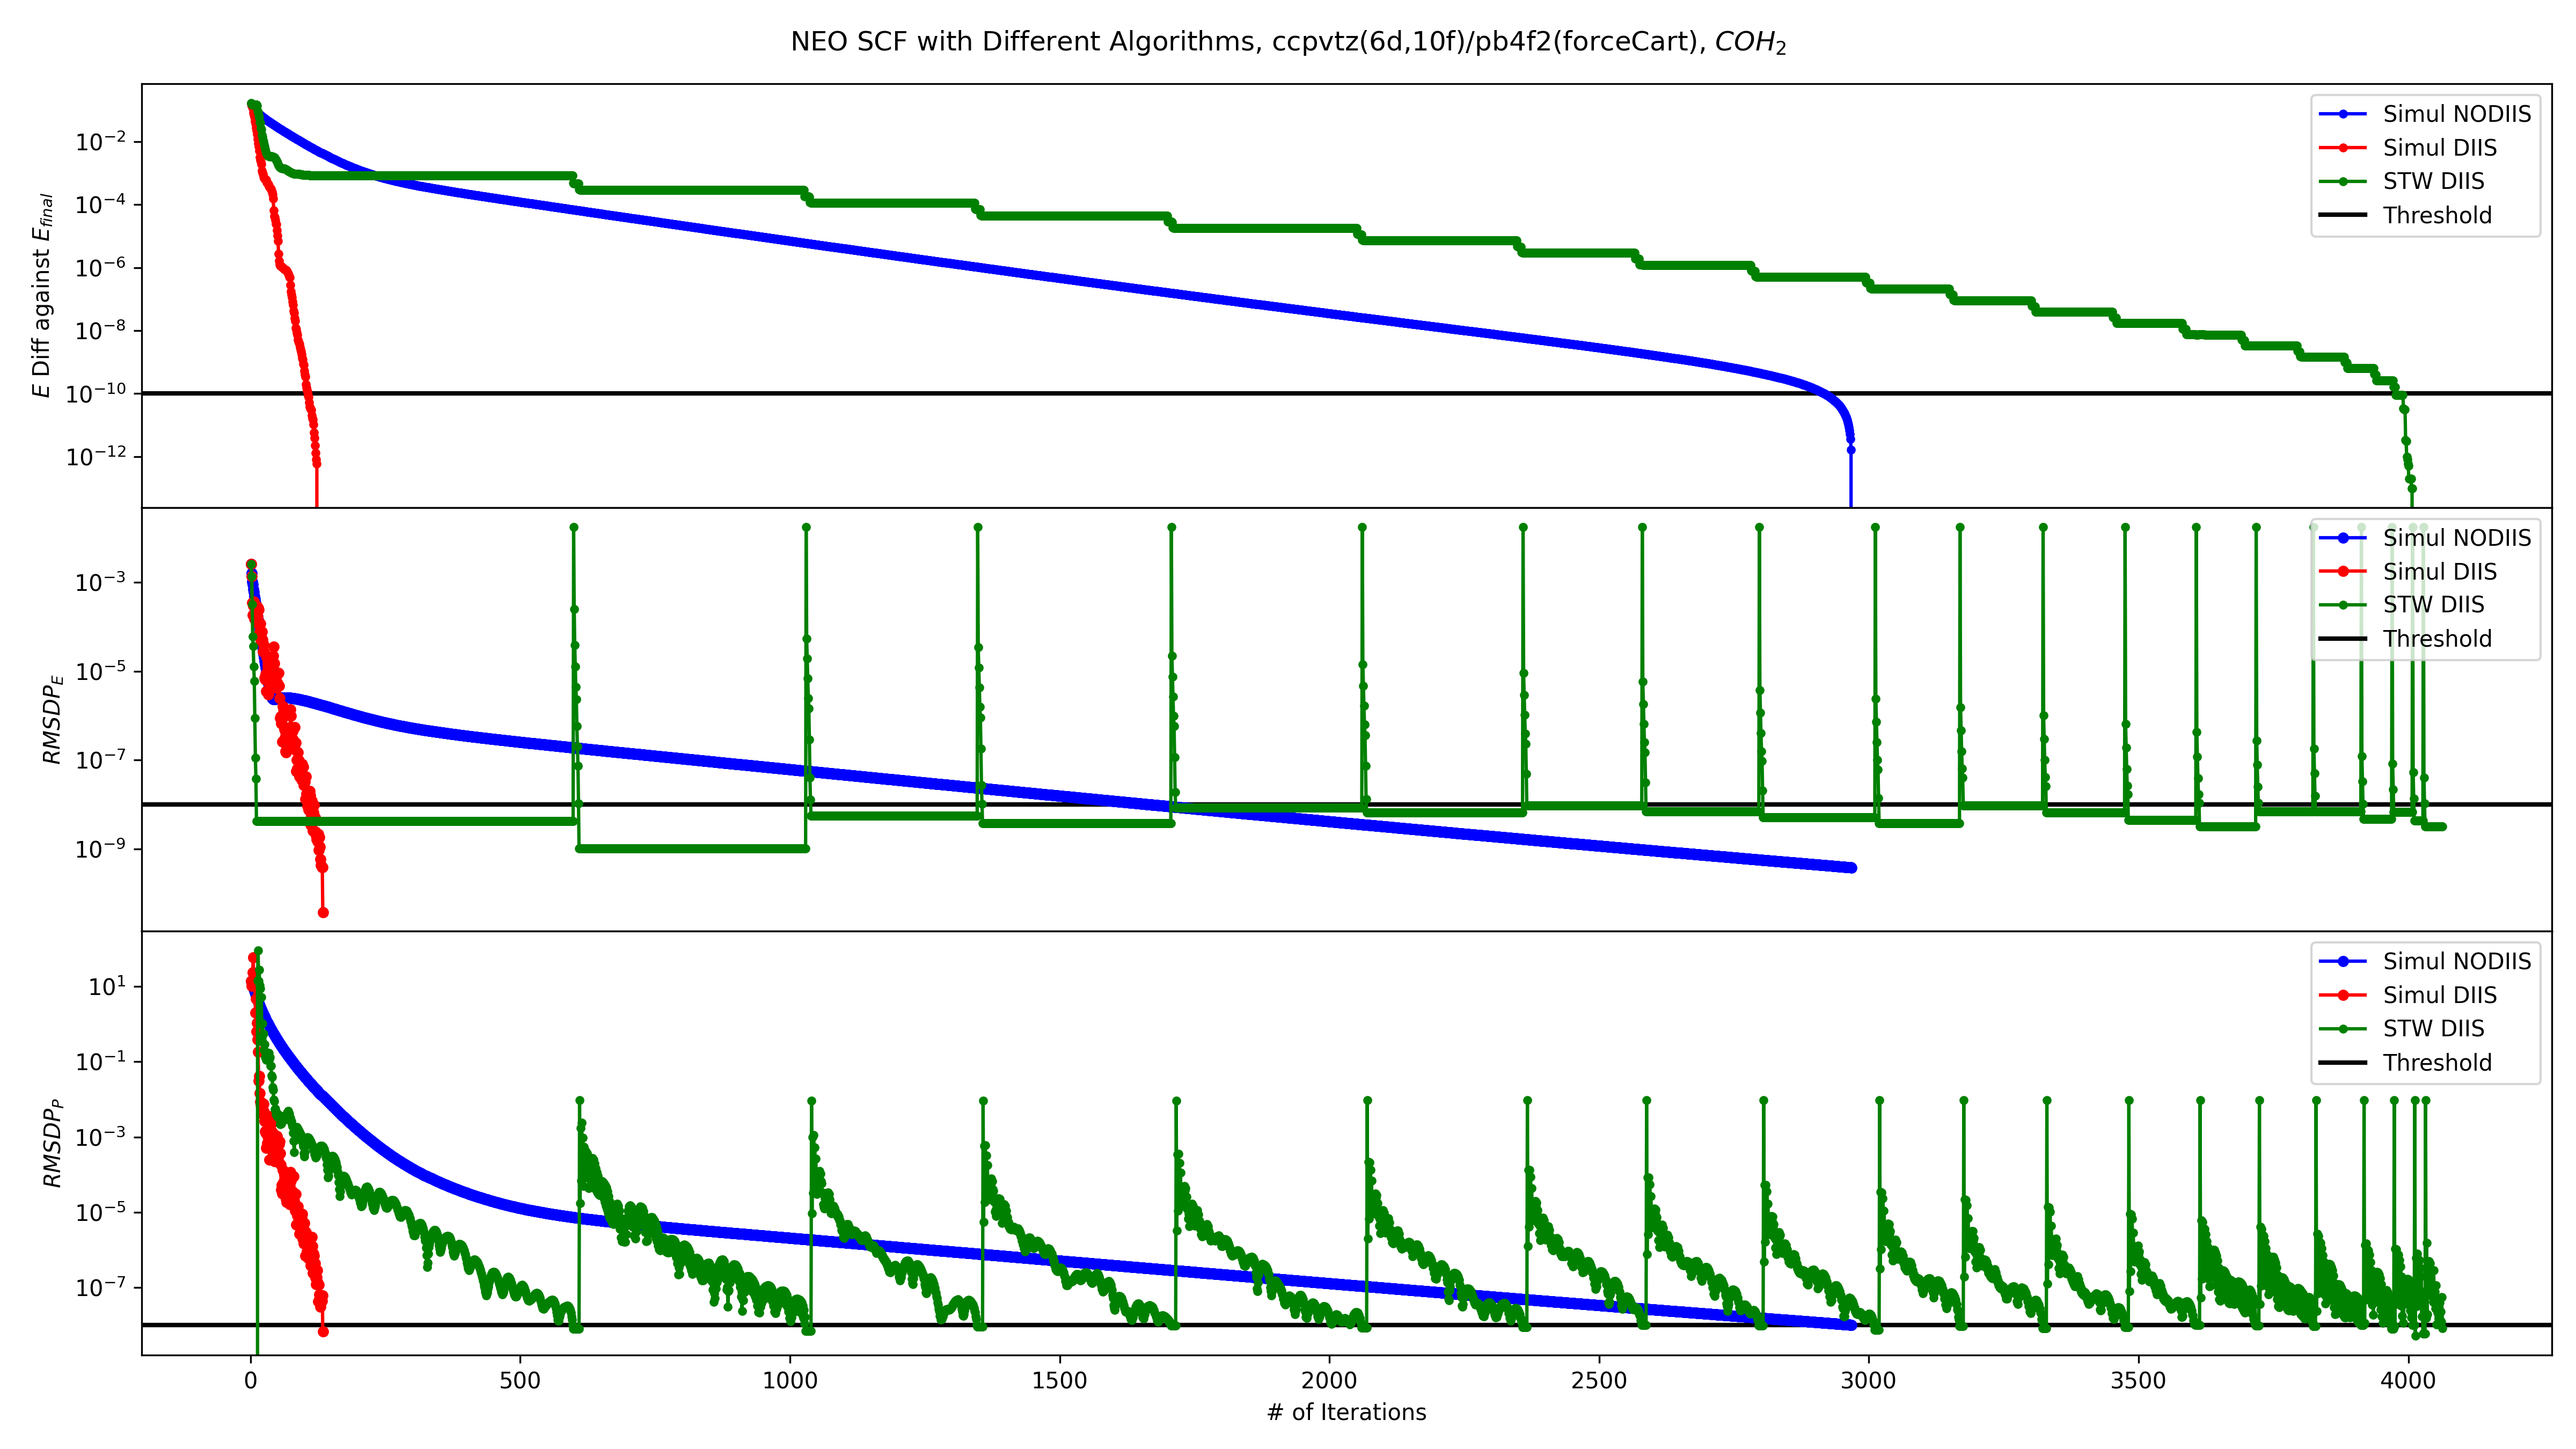 NEO SCF with Different Algorithms, ccpvtz(6d,10f)/pb4f2(forceCart), COH₂
E Diff against E_final
10⁻²
10⁻⁴
10⁻⁶
10⁻⁸
10⁻¹⁰
10⁻¹²
Simul NODIIS
Simul DIIS
STW DIIS
Threshold
RMSDP_E
10⁻³
10⁻⁵
10⁻⁷
10⁻⁹
Simul NODIIS
Simul DIIS
STW DIIS
Threshold
RMSDP_P
10¹
10⁻¹
10⁻³
10⁻⁵
10⁻⁷
Simul NODIIS
Simul DIIS
STW DIIS
Threshold
0 500 1000 1500 2000 2500 3000 3500 4000
# of Iterations